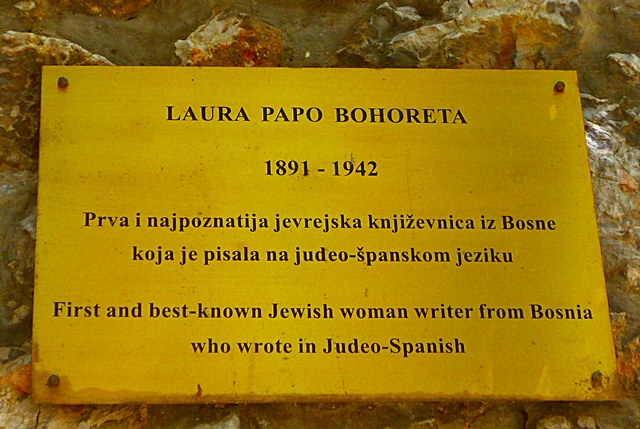 LAURA PAPO BOHORETA
1891 - 1942
Prva i najpoznatija jevrejska književnica iz Bosne
koja je pisala na judeo-španskom jeziku
First and best-known Jewish woman writer from Bosnia
who wrote in Judeo-Spanish